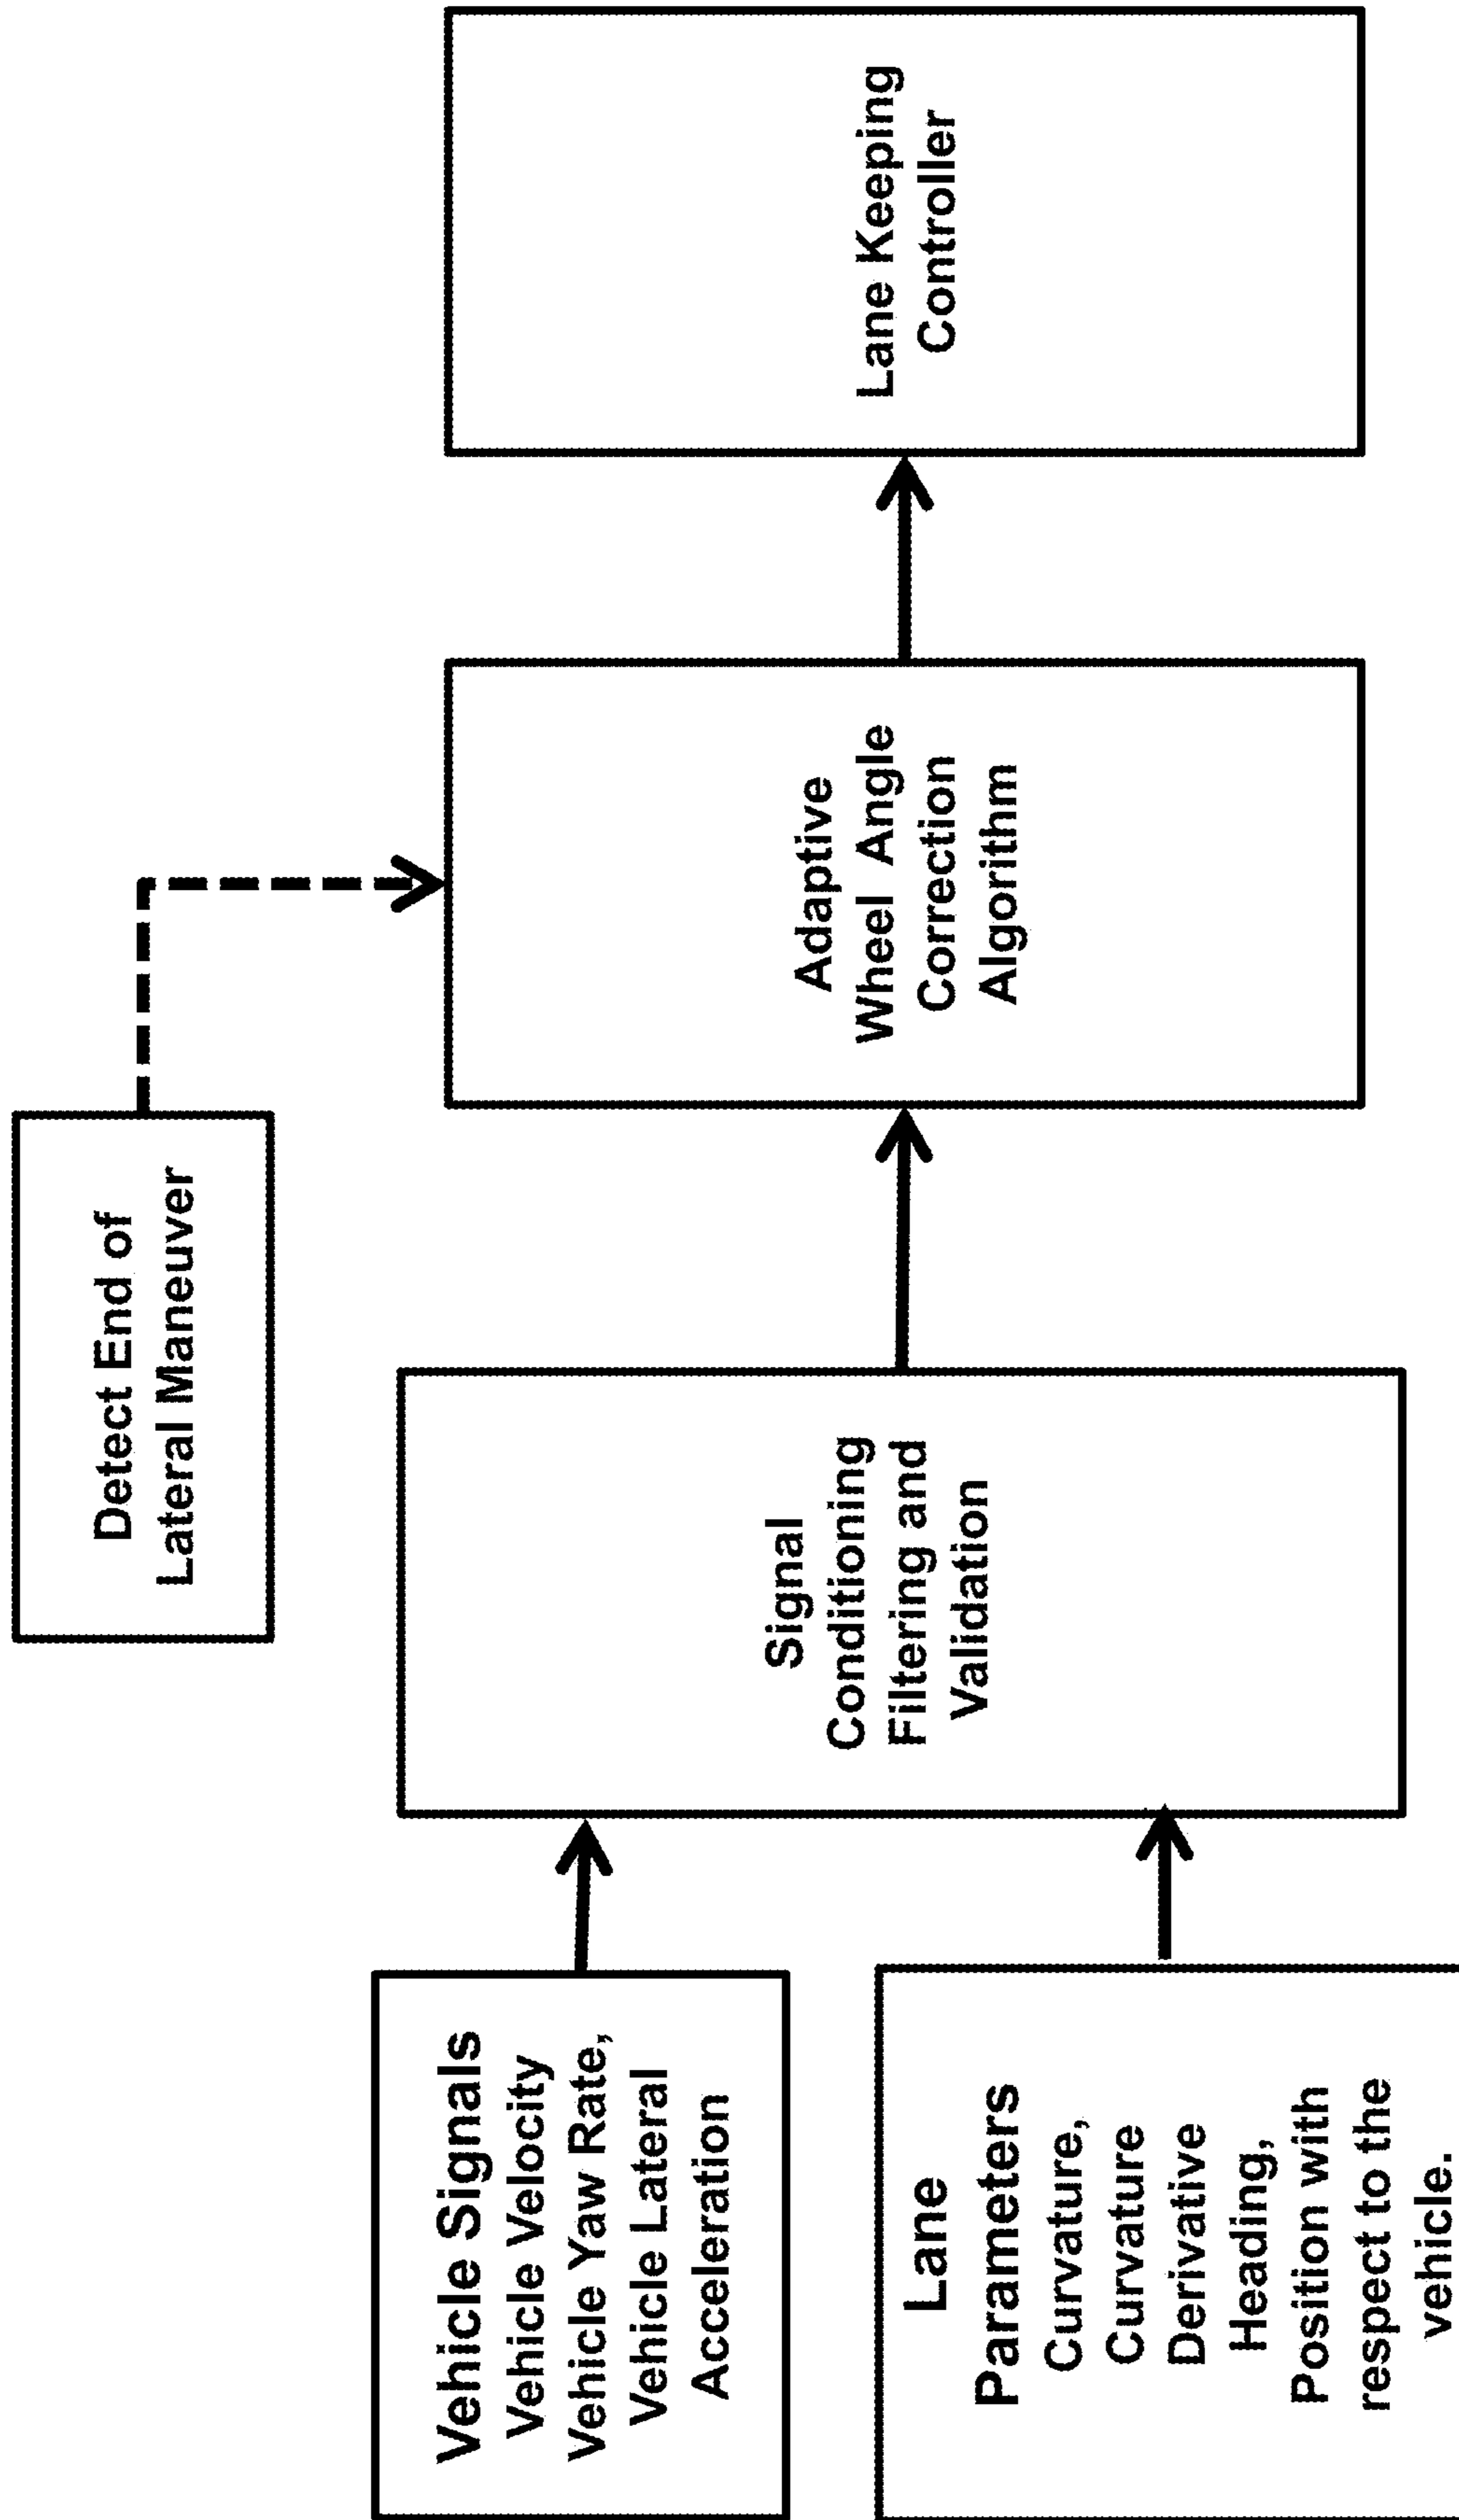 Detect End of
Lateral Maneuver
Vehicle Signals
Vehicle Velocity
Vehicle Yaw Rate,
Vehicle Lateral
Acceleration
Lane
Parameters
Curvature,
Curvature
Derivative
Heading,
Position with
respect to the
vehicle.
Signal
Conditioning
Filtering and
Validation
Adaptive
Wheel Angle
Correction
Algorithm
Lane Keeping
Controller